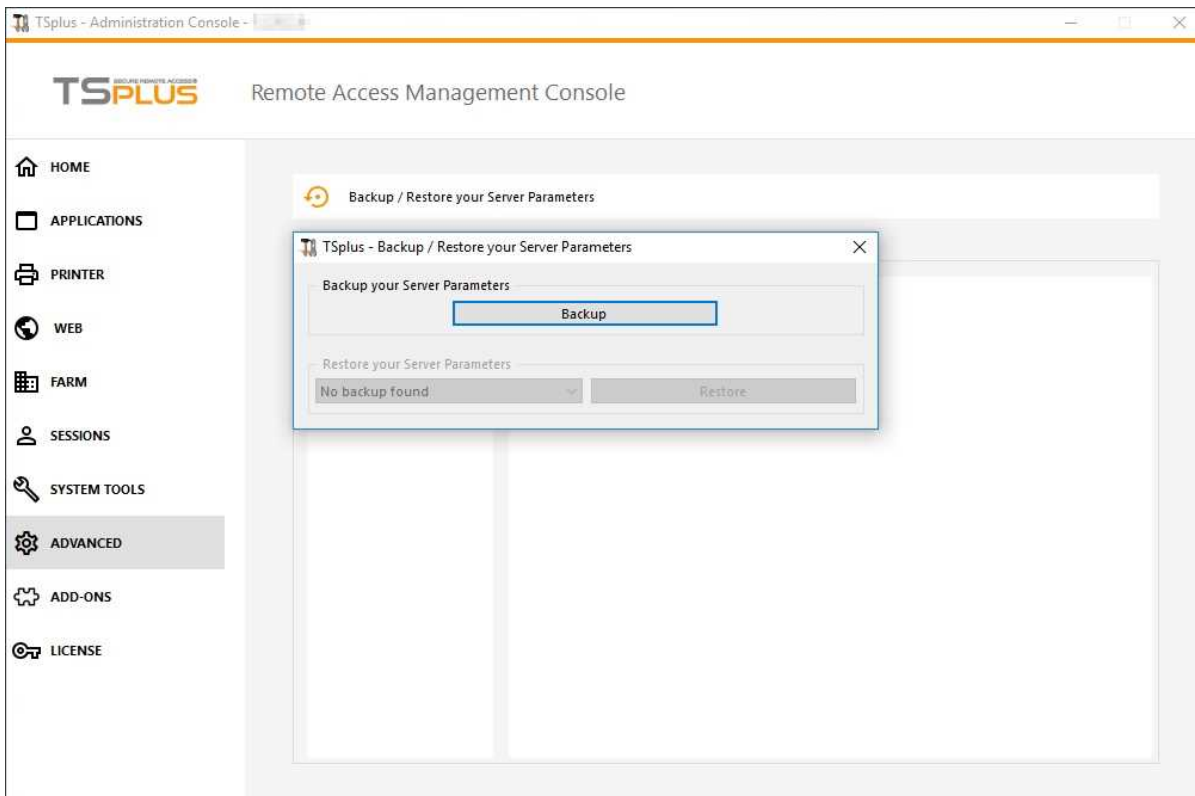 TSplus - Administration Console -
TSPLUS SECURE REMOTE ACCESS
Remote Access Management Console
HOME
APPLICATIONS
PRINTER
WEB
FARM
SESSIONS
SYSTEM TOOLS
ADVANCED
ADD-ONS
LICENSE
Backup / Restore your Server Parameters
TSplus - Backup / Restore your Server Parameters
Backup your Server Parameters
Backup
Restore your Server Parameters
No backup found
Restore